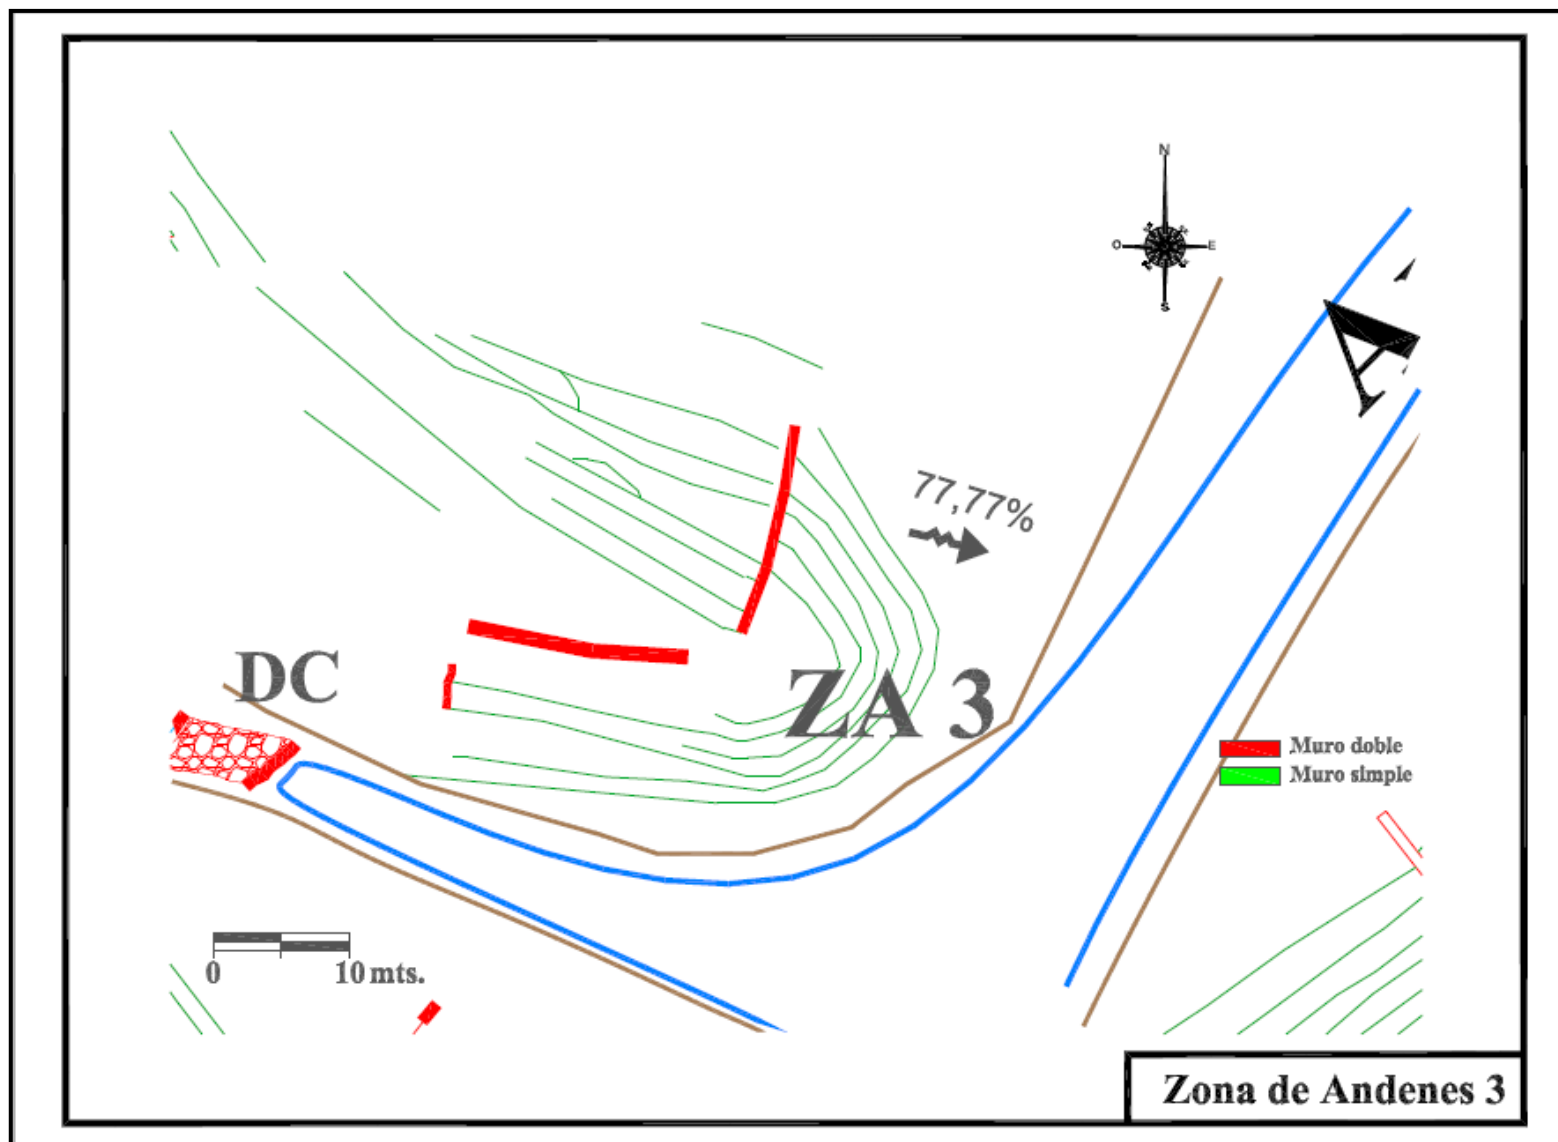 N
O E
S
77,77%
DC
ZA 3
A
Muro doble
Muro simple
0 10 mts.
Zona de Andenes 3